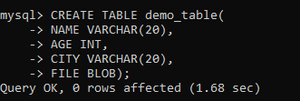 mysql> CREATE TABLE demo_table(
    -> NAME VARCHAR(20),
    -> AGE INT,
    -> CITY VARCHAR(20),
    -> FILE BLOB);
Query OK, 0 rows affected (1.68 sec)